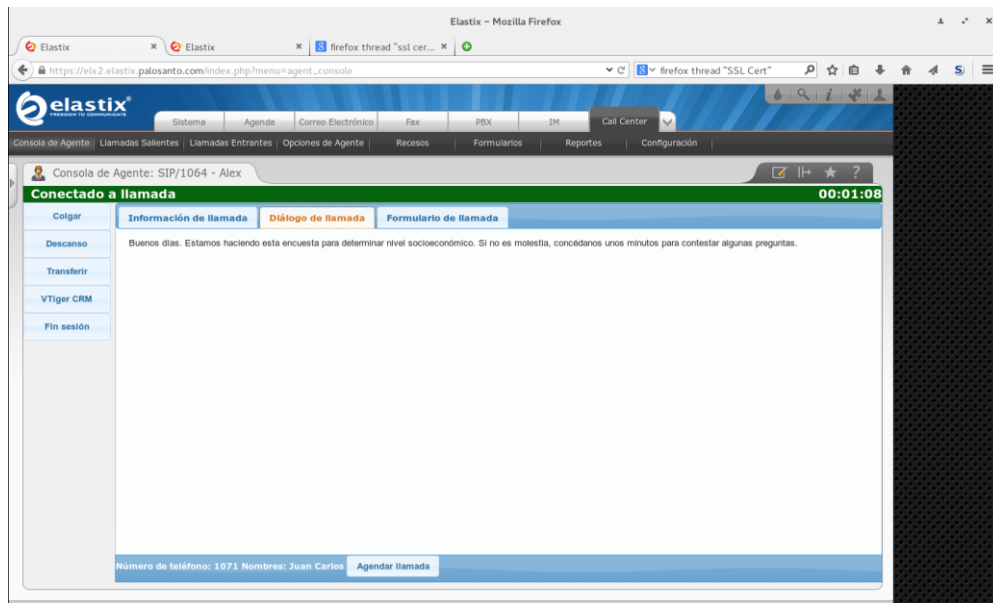 Elastix - Mozilla Firefox
Elastix × Elastix × firefox thread "ssl cer... ×
https://elx2.elastix.palosanto.com/index.php?menu=agent_console firefox thread "SSL Cert"
elastix®
FREEDOM TO COMMUNICATE
Sistema Agenda Correo Electrónico Fax PBX IM Call Center
Consola de Agente Llamadas Salientes Llamadas Entrantes Opciones de Agente Recesos Formularios Reportes Configuración
Consola de Agente: SIP/1064 - Alex
Conectado a llamada 00:01:08
Colgar Información de llamada Diálogo de llamada Formulario de llamada
Descanso Buenos días. Estamos haciendo esta encuesta para determinar nivel socioeconómico. Si no es molestia, concédanos unos minutos para contestar algunas preguntas.
Transferir
VTiger CRM
Fin sesión
Número de teléfono: 1071 Nombres: Juan Carlos Agendar llamada